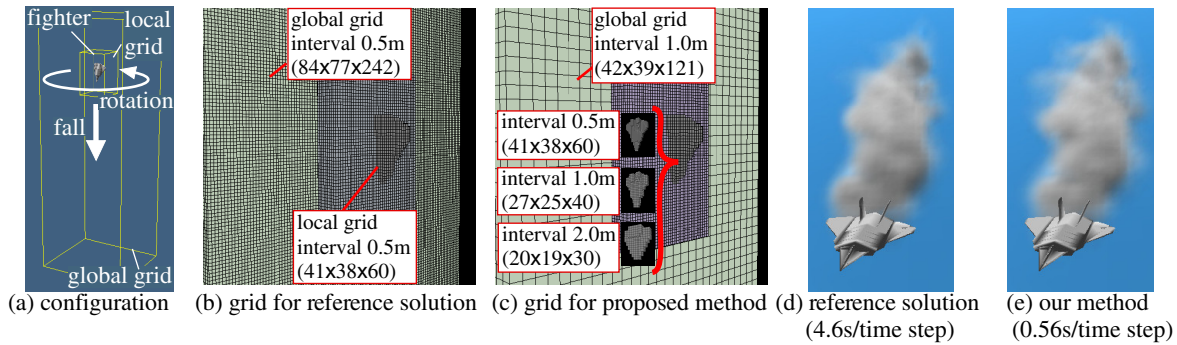 fighter
local
grid
rotation
fall
global grid
(a) configuration
global grid
interval 0.5m
(84x77x242)
local grid
interval 0.5m
(41x38x60)
(b) grid for reference solution
global grid
interval 1.0m
(42x39x121)
interval 0.5m
(41x38x60)
interval 1.0m
(27x25x40)
interval 2.0m
(20x19x30)
(c) grid for proposed method
(d) reference solution
(4.6s/time step)
(e) our method
(0.56s/time step)